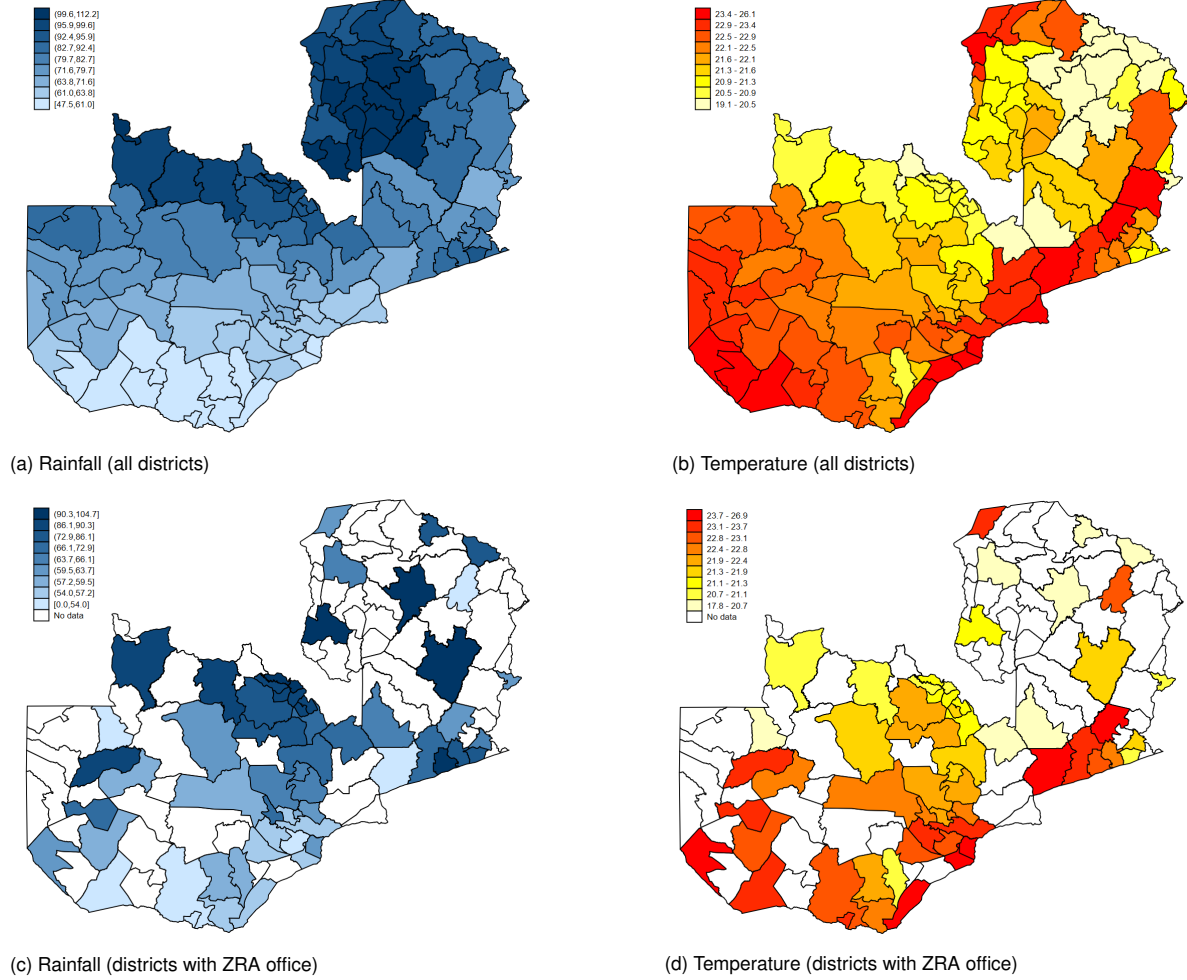 (99.6,112.2]
(95.9,99.6]
(92.4,95.9]
(82.7,92.4]
(79.7,82.7]
(71.6,79.7]
(63.8,71.6]
(61.0,63.8]
[47.5,61.0]
(a) Rainfall (all districts)
23.4 - 26.1
22.9 - 23.4
22.5 - 22.9
22.1 - 22.5
21.6 - 22.1
21.3 - 21.6
20.9 - 21.3
20.5 - 20.9
19.1 - 20.5
(b) Temperature (all districts)
(90.3,104.7]
(86.1,90.3]
(72.9,86.1]
(66.1,72.9]
(63.7,66.1]
(59.5,63.7]
(57.2,59.5]
(54.0,57.2]
[0.0,54.0]
No data
(c) Rainfall (districts with ZRA office)
23.7 - 26.9
23.1 - 23.7
22.8 - 23.1
22.4 - 22.8
21.9 - 22.4
21.3 - 21.9
21.1 - 21.3
20.7 - 21.1
17.8 - 20.7
No data
(d) Temperature (districts with ZRA office)